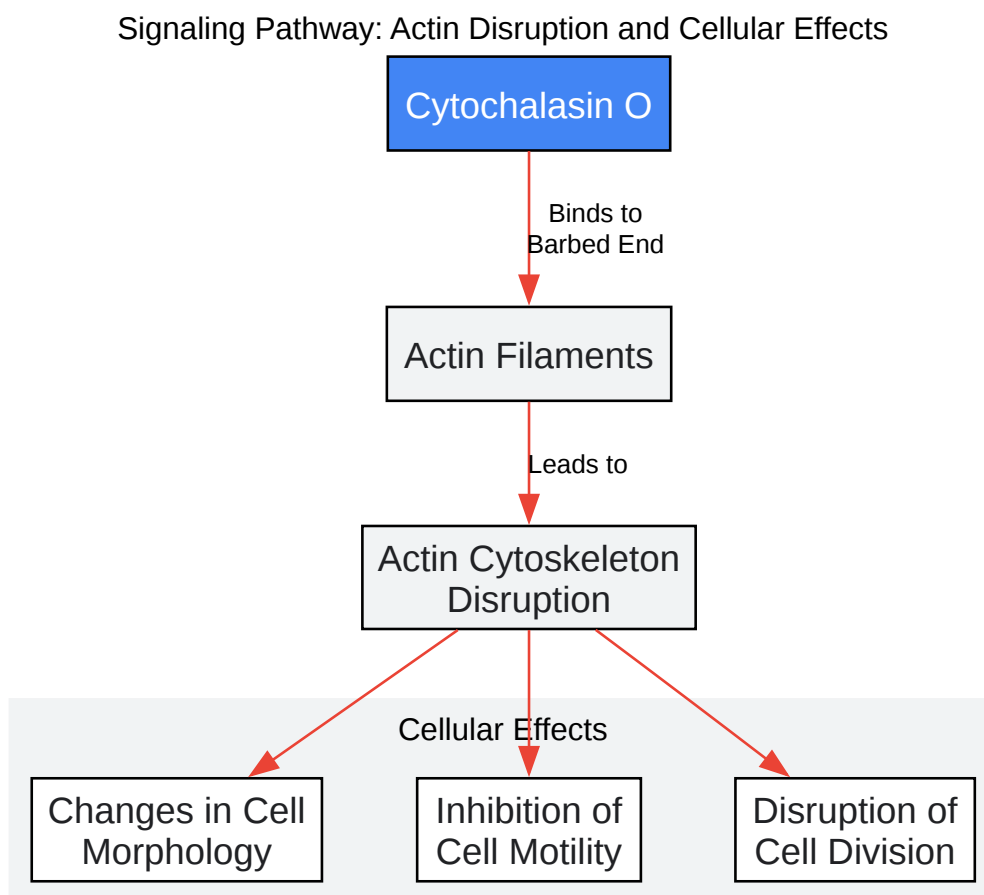 Signaling Pathway: Actin Disruption and Cellular Effects
Cytochalasin O
Binds to
Barbed End
Actin Filaments
Leads to
Actin Cytoskeleton
Disruption
Cellular Effects
Changes in Cell
Morphology
Inhibition of
Cell Motility
Disruption of
Cell Division